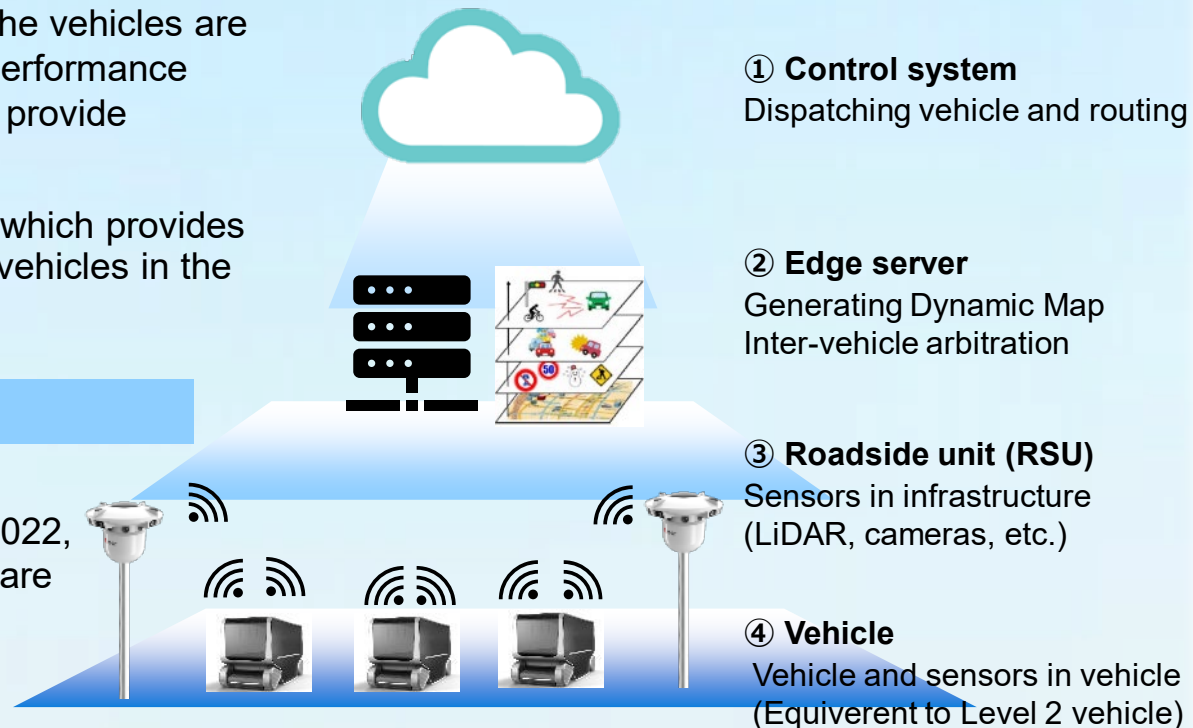 he vehicles are
erformance
provide
which provides
vehicles in the
022,
are
① Control system
Dispatching vehicle and routing
② Edge server
Generating Dynamic Map
Inter-vehicle arbitration
50
③ Roadside unit (RSU)
Sensors in infrastructure
(LiDAR, cameras, etc.)
④ Vehicle
Vehicle and sensors in vehicle
(Equiverent to Level 2 vehicle)